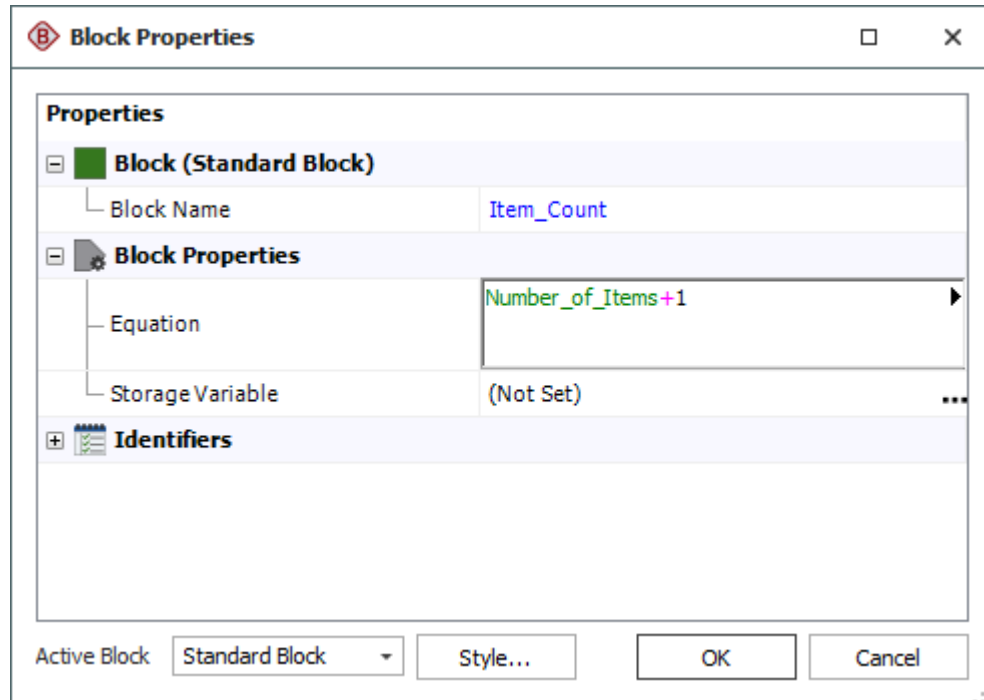 Block Properties
Properties
Block (Standard Block)
Block Name Item_Count
Block Properties
Equation Number_of_Items+1
Storage Variable (Not Set) ...
Identifiers
Active Block Standard Block Style... OK Cancel